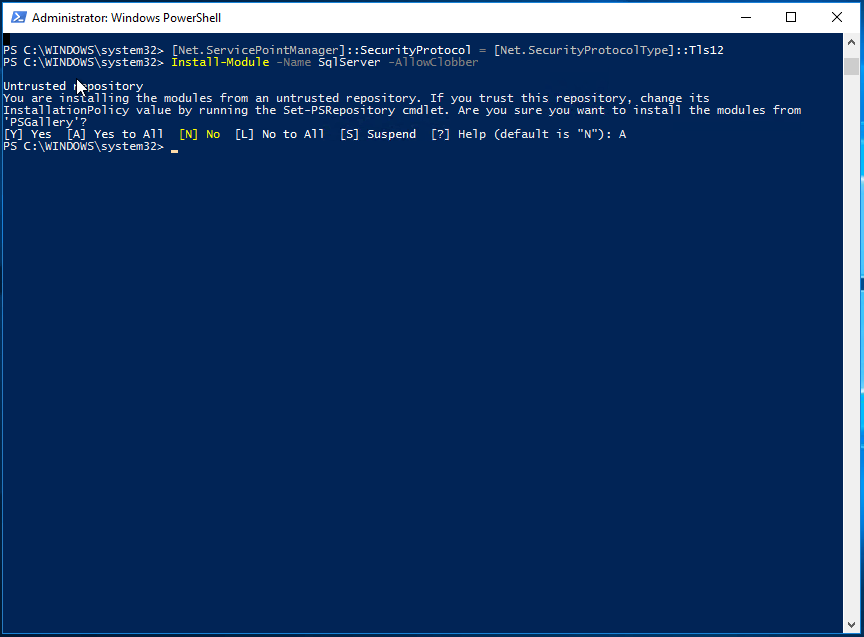 Administrator: Windows PowerShell
PS C:\WINDOWS\system32> [Net.ServicePointManager]::SecurityProtocol = [Net.SecurityProtocolType]::Tls12
PS C:\WINDOWS\system32> Install-Module -Name SqlServer -AllowClobber
Untrusted repository
You are installing the modules from an untrusted repository. If you trust this repository, change its
InstallationPolicy value by running the Set-PSRepository cmdlet. Are you sure you want to install the modules from
'PSGallery'?
[Y] Yes  [A] Yes to All  [N] No  [L] No to All  [S] Suspend  [?] Help (default is "N"): A
PS C:\WINDOWS\system32> _